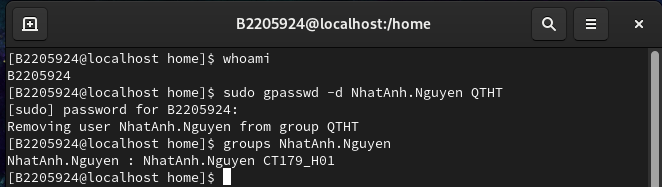 B2205924@localhost:/home
[B2205924@localhost home]$ whoami
B2205924
[B2205924@localhost home]$ sudo gpasswd -d NhatAnh.Nguyen QTHT
[sudo] password for B2205924:
Removing user NhatAnh.Nguyen from group QTHT
[B2205924@localhost home]$ groups NhatAnh.Nguyen
NhatAnh.Nguyen : NhatAnh.Nguyen CT179_H01
[B2205924@localhost home]$